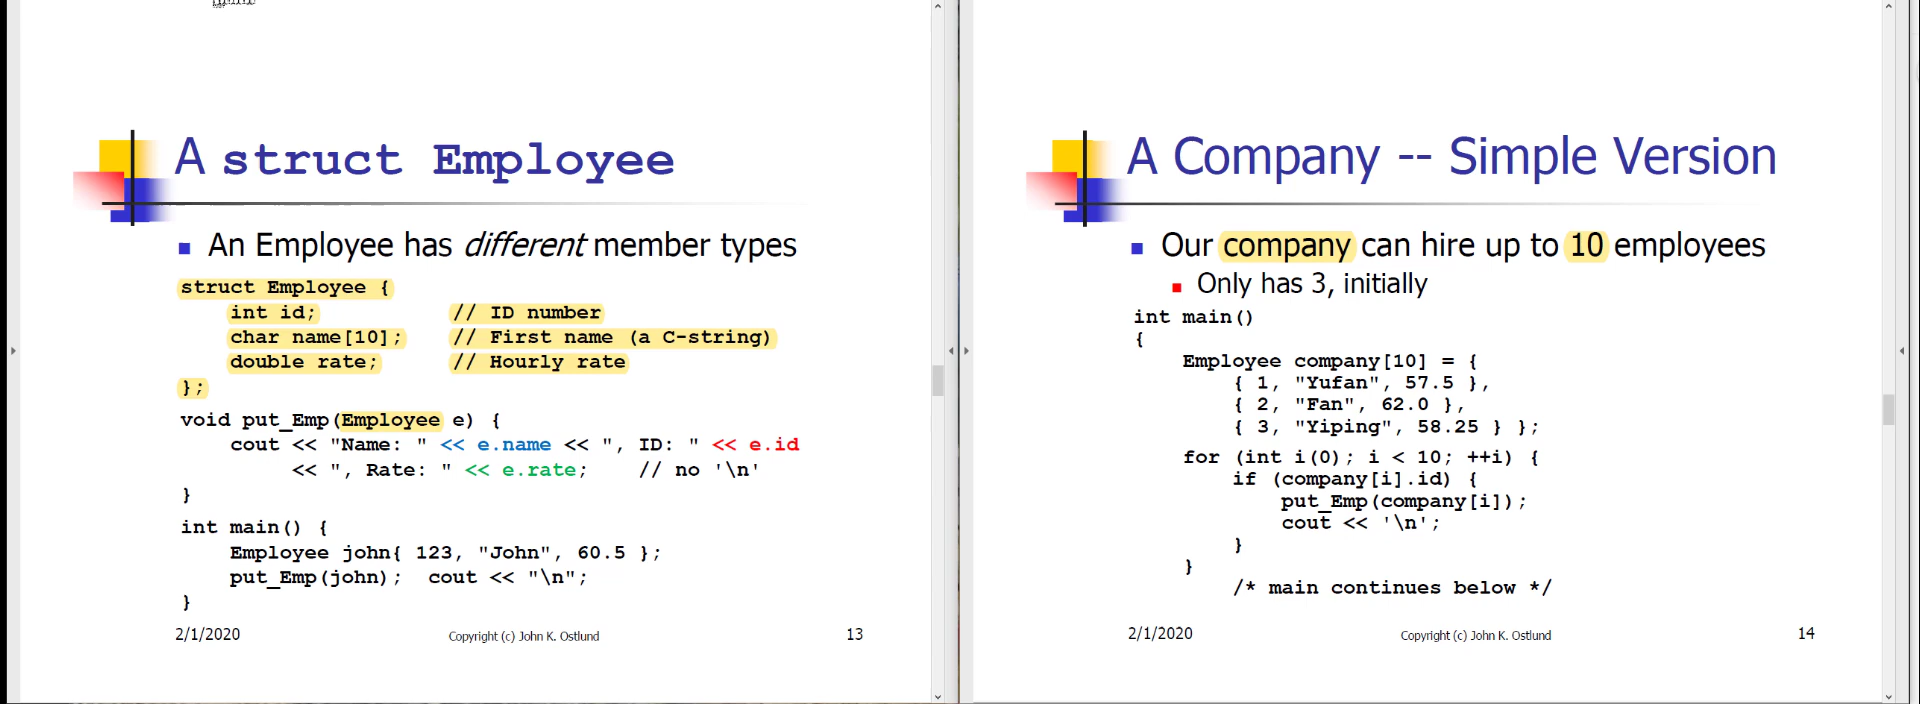 A struct Employee
An Employee has different member types
struct Employee {
int id; // ID number
char name[10]; // First name (a C-string)
double rate; // Hourly rate
};
void put_Emp(Employee e) {
cout << "Name: " << e.name << ", ID: " << e.id
<< ", Rate: " << e.rate; // no '\n'
}
int main() {
Employee john{ 123, "John", 60.5 };
put_Emp(john); cout << "\n";
}
2/1/2020 Copyright (c) John K. Ostlund 13
A Company -- Simple Version
Our company can hire up to 10 employees
Only has 3, initially
int main()
{
Employee company[10] = {
{ 1, "Yufan", 57.5 },
{ 2, "Fan", 62.0 },
{ 3, "Yiping", 58.25 } };
for (int i(0); i < 10; ++i) {
if (company[i].id) {
put_Emp(company[i]);
cout << '\n';
}
}
/* main continues below */
2/1/2020 Copyright (c) John K. Ostlund 14